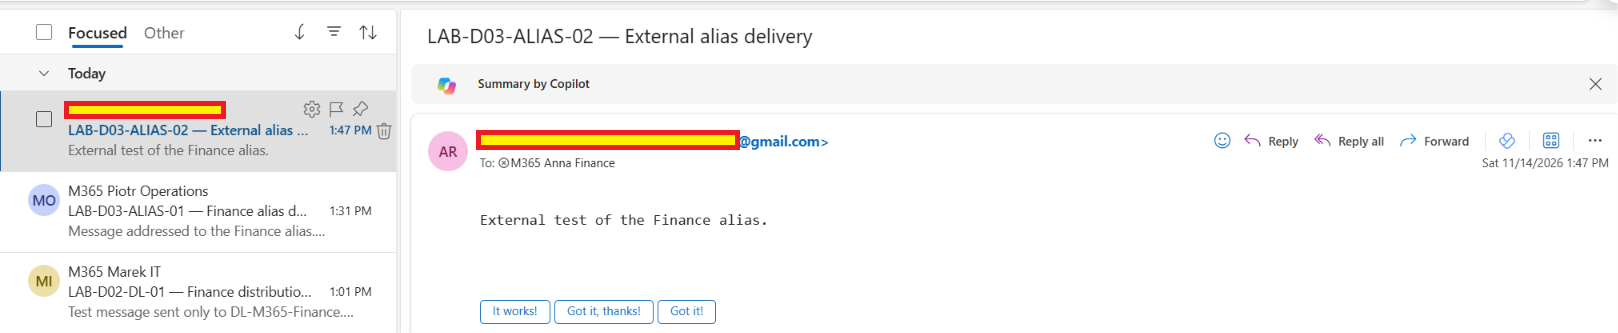 Focused Other
Today
LAB-D03-ALIAS-02 — External alias ... 1:47 PM
External test of the Finance alias.
MO
M365 Piotr Operations
LAB-D03-ALIAS-01 — Finance alias d... 1:31 PM
Message addressed to the Finance alias....
MI
M365 Marek IT
LAB-D02-DL-01 — Finance distributio... 1:01 PM
Test message sent only to DL-M365-Finance....
LAB-D03-ALIAS-02 — External alias delivery
Summary by Copilot
AR
@gmail.com>
To: M365 Anna Finance
Reply Reply all Forward
Sat 11/14/2026 1:47 PM
External test of the Finance alias.
It works! Got it, thanks! Got it!